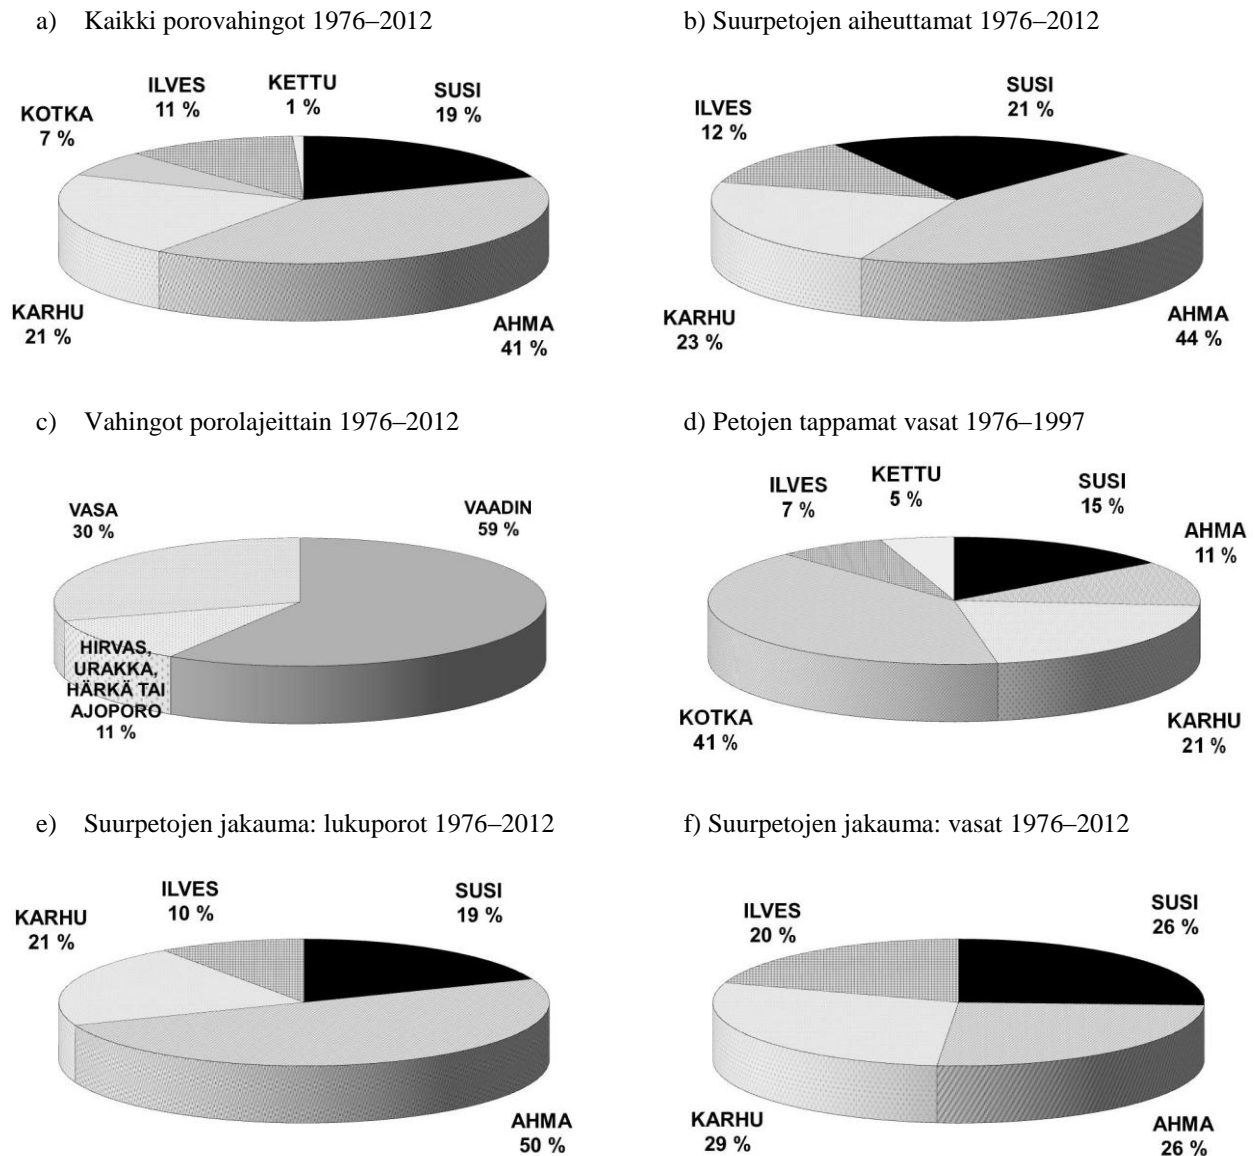 a) Kaikki porovahingot 1976–2012
KETTU
1 %
ILVES
11 %
SUSI
19 %
KOTKA
7 %
KARHU
21 %
AHMA
41 %
b) Suurpetojen aiheuttamat 1976–2012
SUSI
21 %
ILVES
12 %
KARHU
23 %
AHMA
44 %
c) Vahingot porolajeittain 1976–2012
VASA
30 %
VAADIN
59 %
HIRVAS,
URAKKA,
HÄRKÄ TAI
AJOPORO
11 %
d) Petojen tappamat vasat 1976–1997
KETTU
5 %
ILVES
7 %
SUSI
15 %
AHMA
11 %
KOTKA
41 %
KARHU
21 %
e) Suurpetojen jakauma: lukuporot 1976–2012
ILVES
10 %
SUSI
19 %
KARHU
21 %
AHMA
50 %
f) Suurpetojen jakauma: vasat 1976–2012
SUSI
26 %
ILVES
20 %
KARHU
29 %
AHMA
26 %